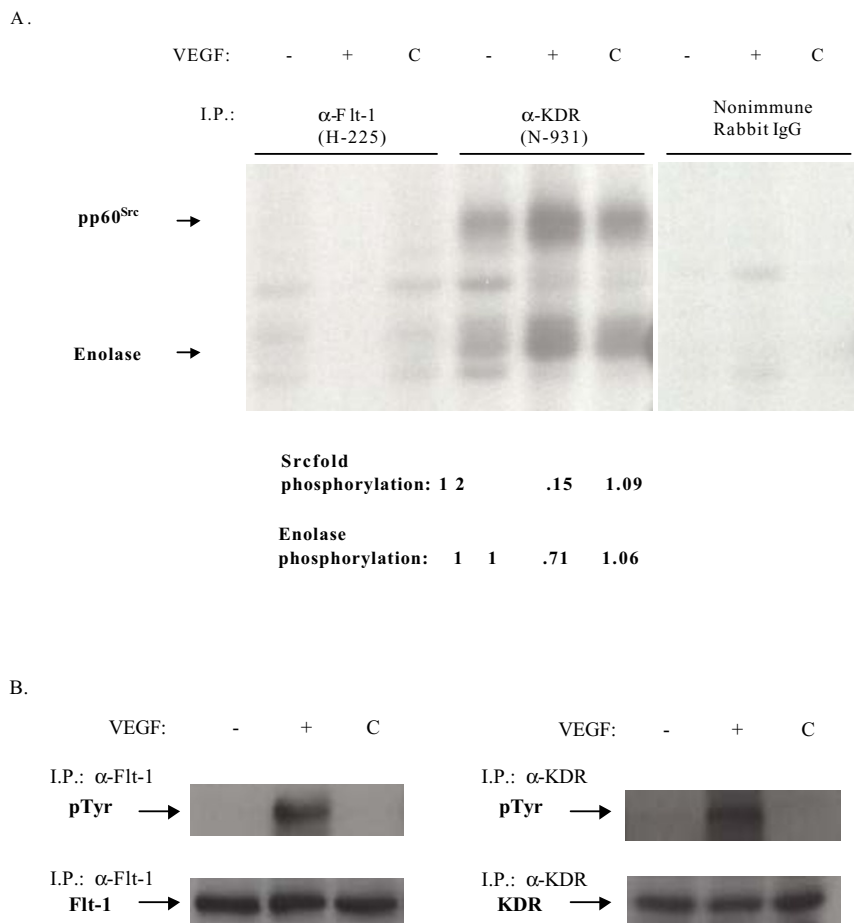 A.
VEGF: - + C - + C - + C
I.P.: α-Flt-1 α-KDR Nonimmune
(H-225) (N-931) Rabbit IgG
pp60Src →
Enolase →
Srcfold
phosphorylation: 1 2 .15 1.09
Enolase
phosphorylation: 1 1 .71 1.06
B.
VEGF: - + C VEGF: - + C
I.P.: α-Flt-1 I.P.: α-KDR
pTyr → pTyr →
I.P.: α-Flt-1 I.P.: α-KDR
Flt-1 → KDR →